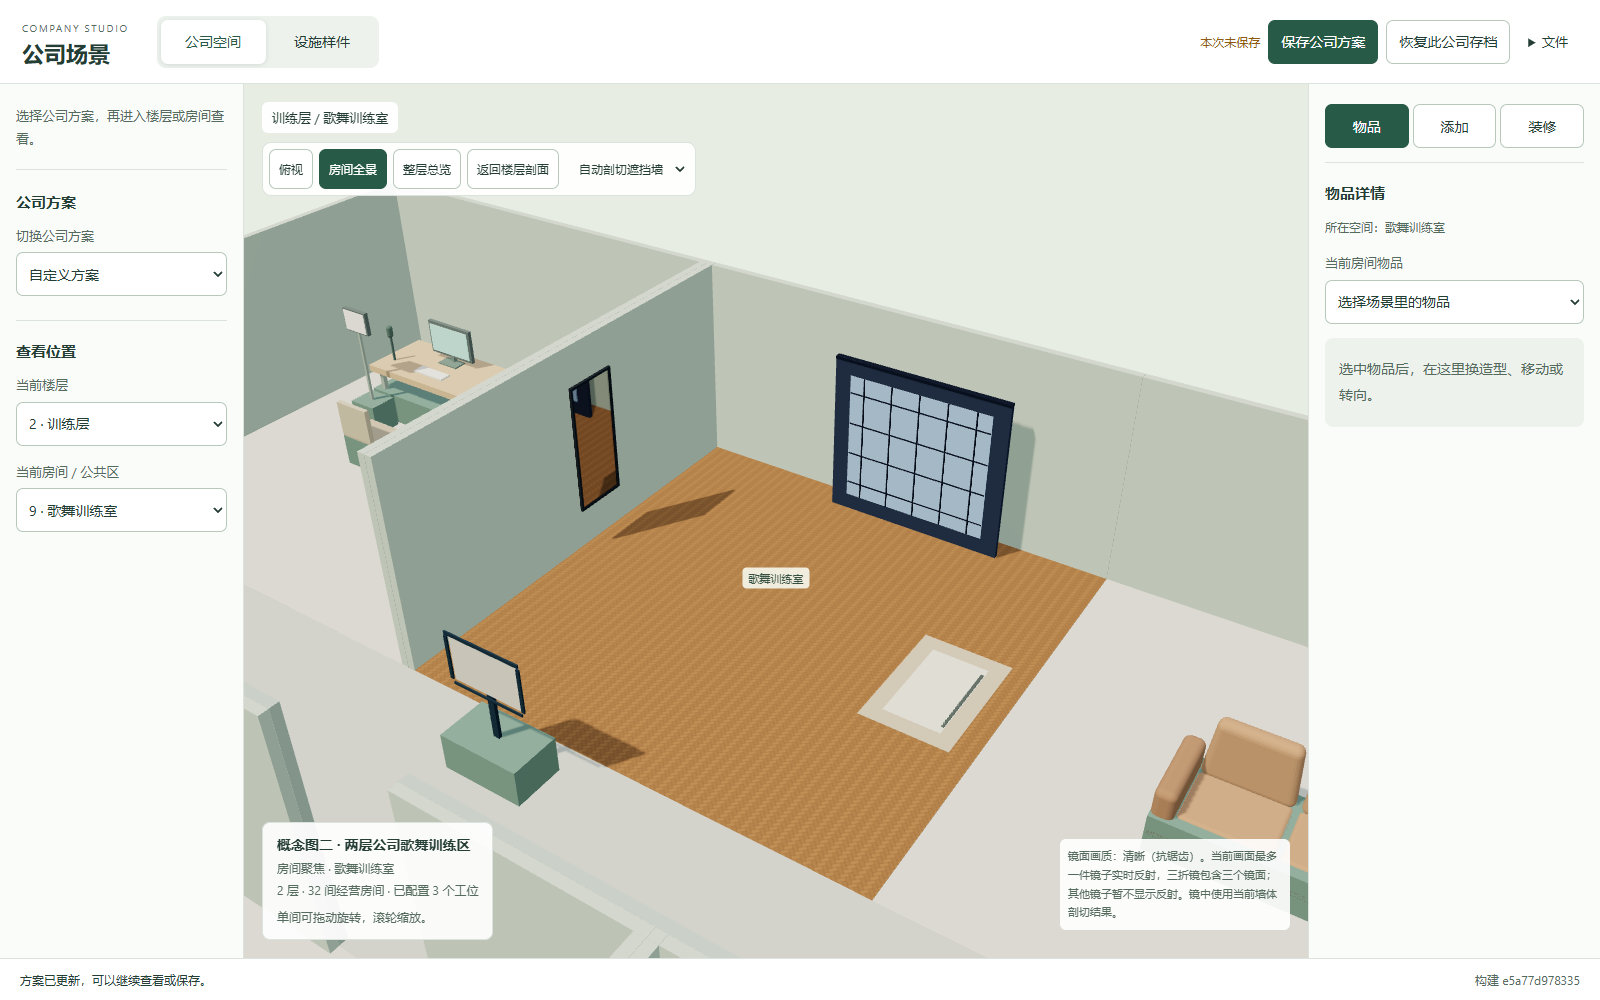 COMPANY STUDIO
公司场景
公司空间
设施样件
本次未保存
保存公司方案
恢复此公司存档
▶ 文件
选择公司方案，再进入楼层或房间查
看。
公司方案
切换公司方案
自定义方案
查看位置
当前楼层
2 · 训练层
当前房间 / 公共区
9 · 歌舞训练室
训练层 / 歌舞训练室
俯视
房间全景
整层总览
返回楼层剖面
自动剖切遮挡墙
歌舞训练室
概念图二 · 两层公司歌舞训练区
房间聚焦 · 歌舞训练室
2 层 · 32 间经营房间 · 已配置 3 个工位
单间可拖动旋转，滚轮缩放。
镜面画质：清晰（抗锯齿）。当前画面最多
一件镜子实时反射，三折镜包含三个镜面；
其他镜子暂不显示反射。镜中使用当前墙体
剖切结果。
物品
添加
装修
物品详情
所在空间：歌舞训练室
当前房间物品
选择场景里的物品
选中物品后，在这里换造型、移动或
转向。
方案已更新，可以继续查看或保存。
构建 e5a77d978335